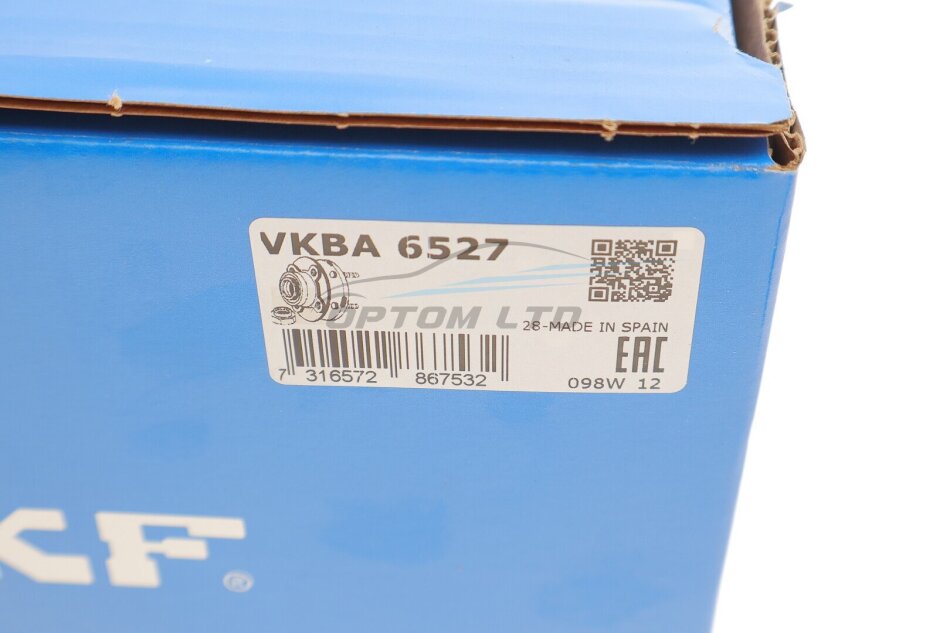 VKBA 6527
OPTOM LTD
28-MADE IN SPAIN
EAC
7 316572 867532
098W 12
KF®